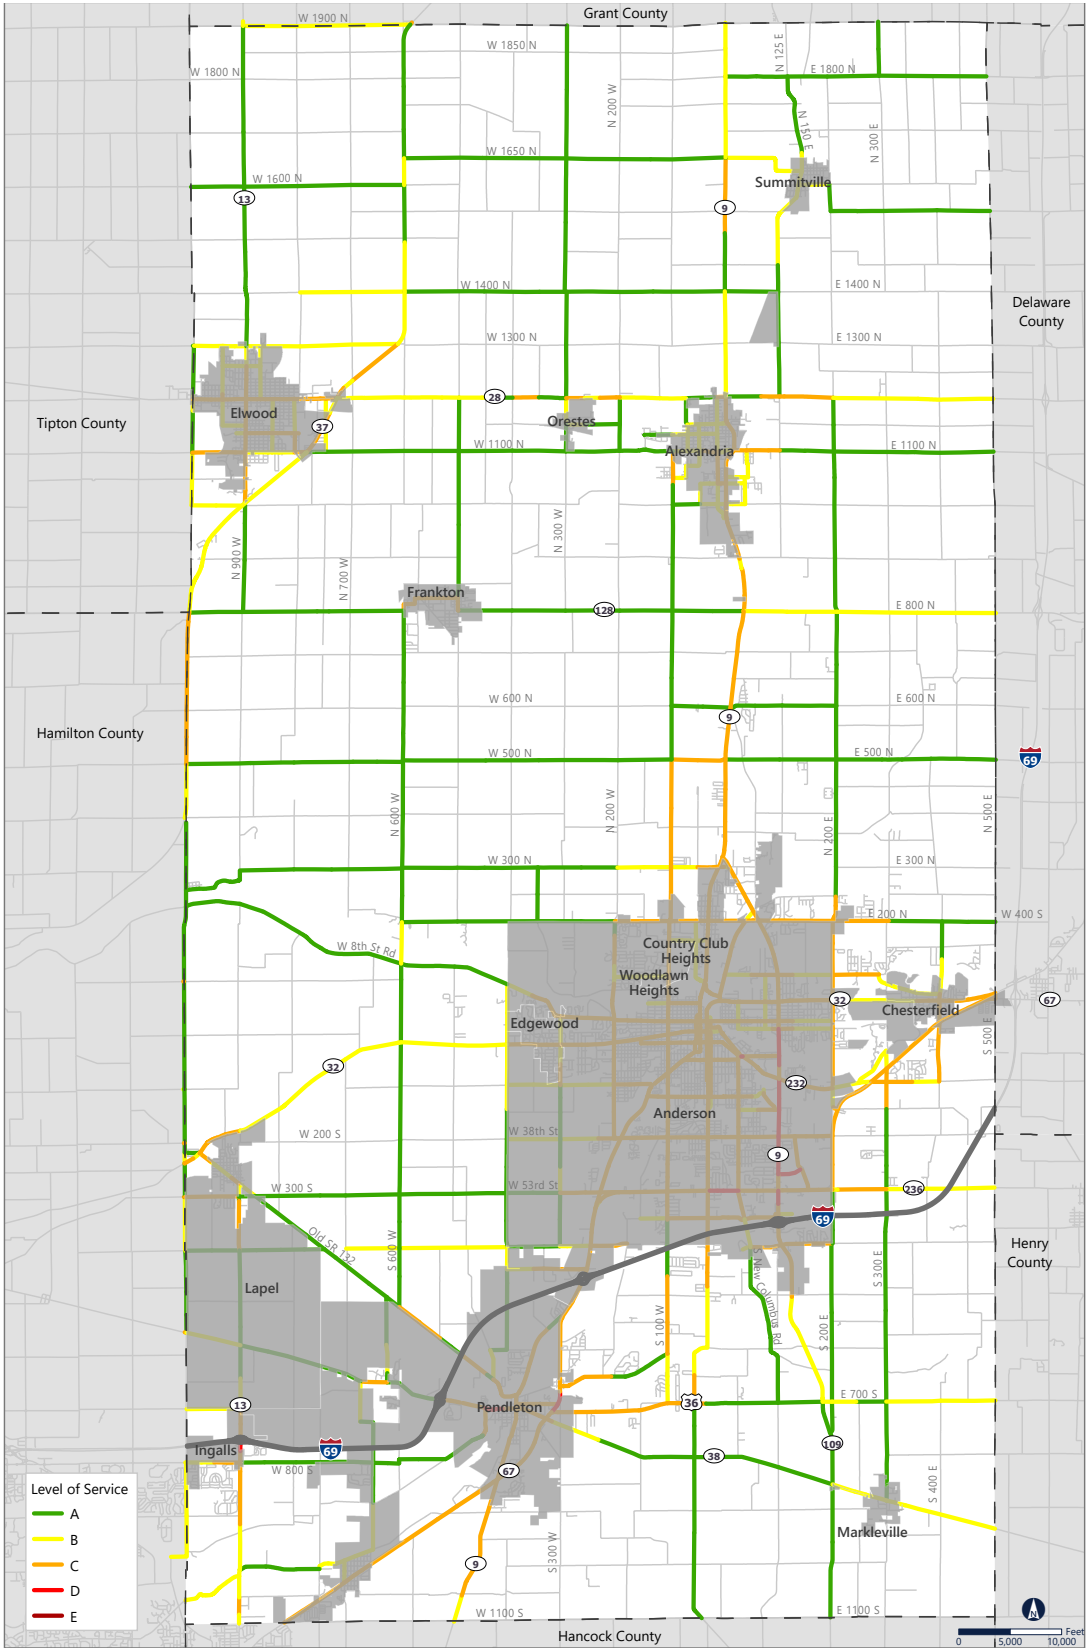 Grant County
W 1900 N
W 1850 N
N 125 E
W 1800 N
E 1800 N
N 200 W
N 150 E
N 300 E
W 1650 N
W 1600 N
Summitville
13
9
W 1400 N
E 1400 N
Delaware
County
W 1300 N
E 1300 N
28
Elwood
Orestes
Tipton County
37
W 1100 N
Alexandria
E 1100 N
N 300 W
N 900 W
N 700 W
Frankton
128
E 800 N
W 600 N
E 600 N
9
Hamilton County
W 500 N
E 500 N
69
N 600 W
N 200 W
N 200 E
N 500 E
W 300 N
E 300 N
E 200 N
W 400 S
W 8th St Rd
Country Club
Heights
Woodlawn
Heights
32
67
Edgewood
Chesterfield
S 500 E
32
232
Anderson
W 200 S
W 38th St
9
W 300 S
W 53rd St
236
69
Old SR 132
S 600 W
S New Columbus Rd
S 300 E
Henry
County
Lapel
S 100 W
S 200 E
13
Pendleton
36
E 700 S
Ingalls
69
109
W 800 S
67
38
S 400 E
Level of Service
A
B
C
D
E
Markleville
S 300 W
9
W 1100 S
E 1100 S
N
Feet
0 5,000 10,000
Hancock County